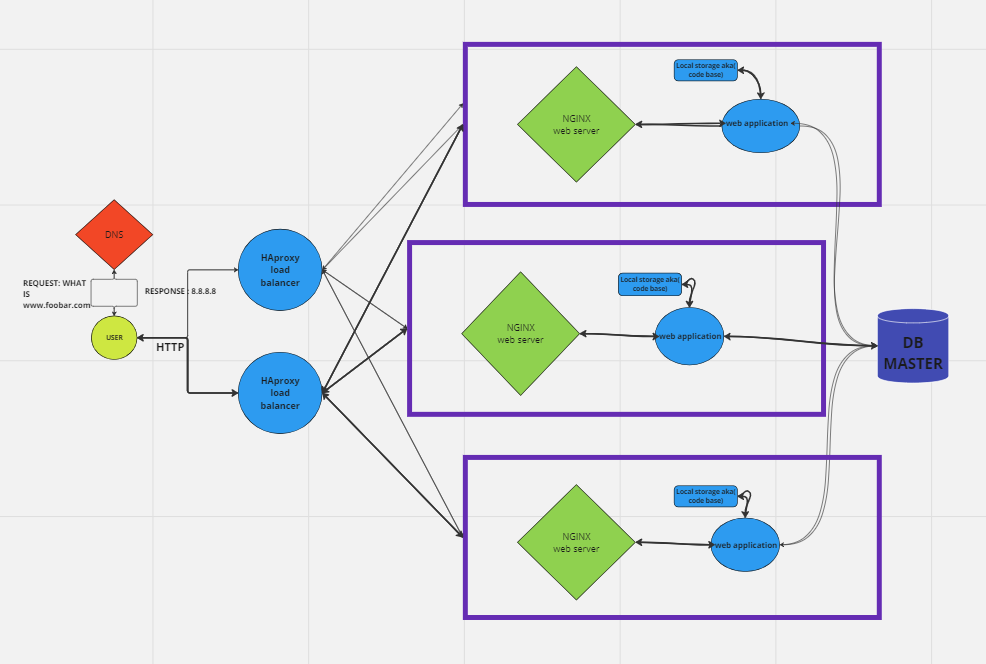 Local storage aka(
code base)
NGINX
web server
web application
DNS
REQUEST: WHAT
IS
www.foobar.com
RESPONSE : 8.8.8.8
USER
HTTP
HAproxy
load
balancer
HAproxy
load
balancer
Local storage aka(
code base)
NGINX
web server
web application
DB
MASTER
Local storage aka(
code base)
NGINX
web server
web application